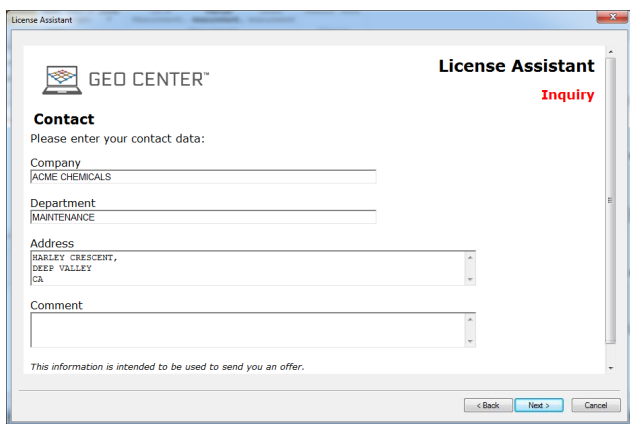 License Assistant
GEO CENTER™
License Assistant
Inquiry
Contact
Please enter your contact data:
Company
ACME CHEMICALS
Department
MAINTENANCE
Address
HARLEY CRESCENT,
DEEP VALLEY
CA
Comment
This information is intended to be used to send you an offer.
< Back
Next >
Cancel